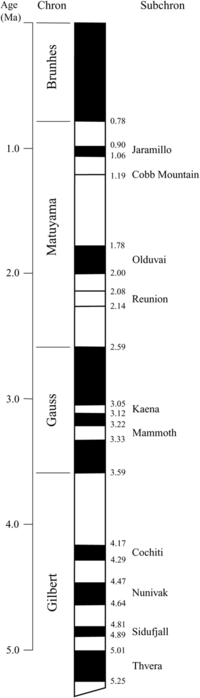 Age
(Ma)
Chron
Subchron
Brunhes
0.78
0.90
Jaramillo
1.0
1.06
1.19
Cobb Mountain
Matuyama
1.78
Olduvai
2.0
2.00
2.08
Reunion
2.14
2.59
Gauss
3.0
3.05
Kaena
3.12
3.22
Mammoth
3.33
3.59
4.0
Gilbert
4.17
Cochiti
4.29
4.47
Nunivak
4.64
4.81
Sidufjall
4.89
5.0
5.01
Thvera
5.25